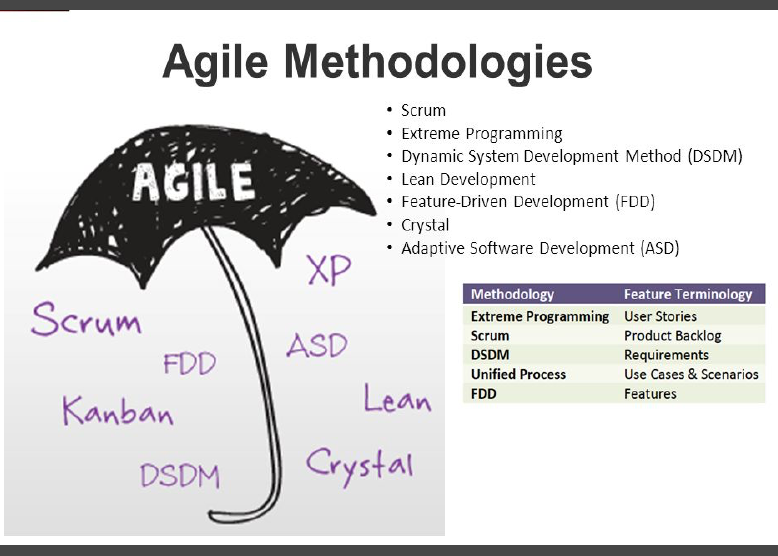 Agile Methodologies
• Scrum
• Extreme Programming
• Dynamic System Development Method (DSDM)
• Lean Development
• Feature-Driven Development (FDD)
• Crystal
• Adaptive Software Development (ASD)
AGILE
XP
Scrum
ASD
FDD
Lean
Kanban
Crystal
DSDM
Methodology Feature Terminology
Extreme Programming User Stories
Scrum Product Backlog
DSDM Requirements
Unified Process Use Cases & Scenarios
FDD Features